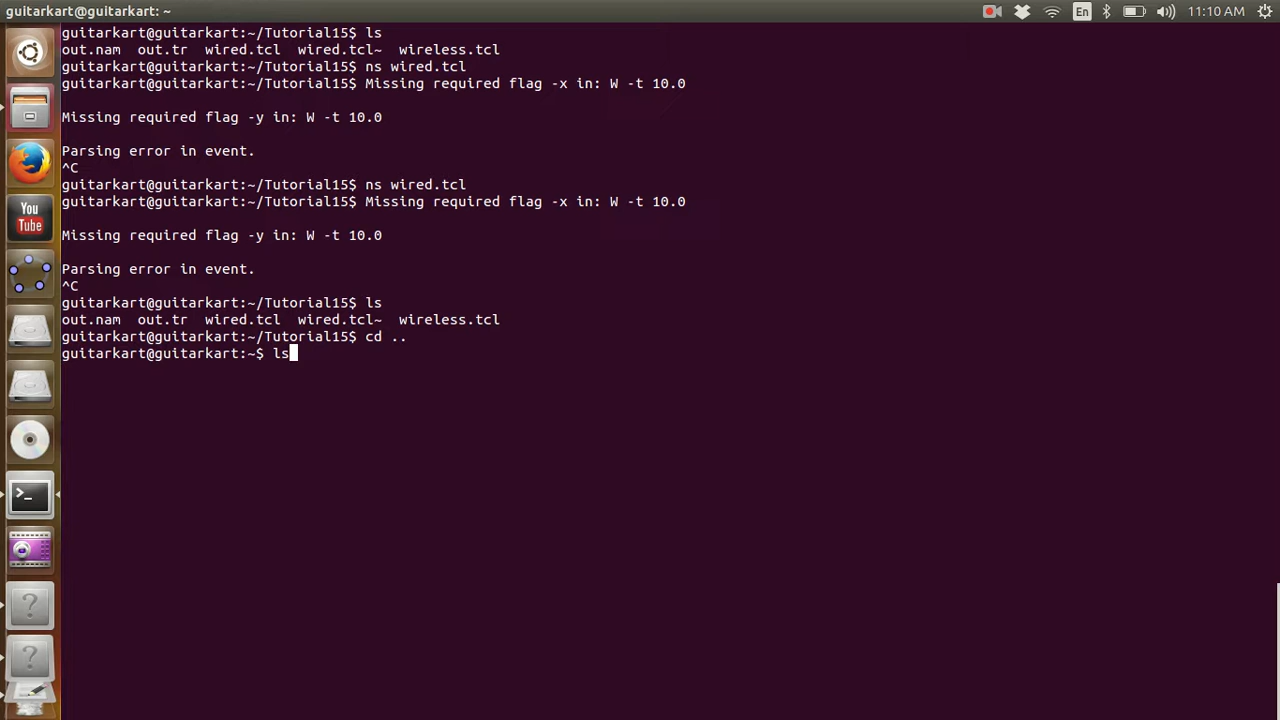 guitarkart@guitarkart: ~
En
11:10 AM
guitarkart@guitarkart:~/Tutorial15$ ls
out.nam  out.tr  wired.tcl  wired.tcl~  wireless.tcl
guitarkart@guitarkart:~/Tutorial15$ ns wired.tcl
guitarkart@guitarkart:~/Tutorial15$ Missing required flag -x in: W -t 10.0
Missing required flag -y in: W -t 10.0
Parsing error in event.
^C
guitarkart@guitarkart:~/Tutorial15$ ns wired.tcl
guitarkart@guitarkart:~/Tutorial15$ Missing required flag -x in: W -t 10.0
Missing required flag -y in: W -t 10.0
Parsing error in event.
^C
guitarkart@guitarkart:~/Tutorial15$ ls
out.nam  out.tr  wired.tcl  wired.tcl~  wireless.tcl
guitarkart@guitarkart:~/Tutorial15$ cd ..
guitarkart@guitarkart:~$ ls
You
Tube
>_
?
?